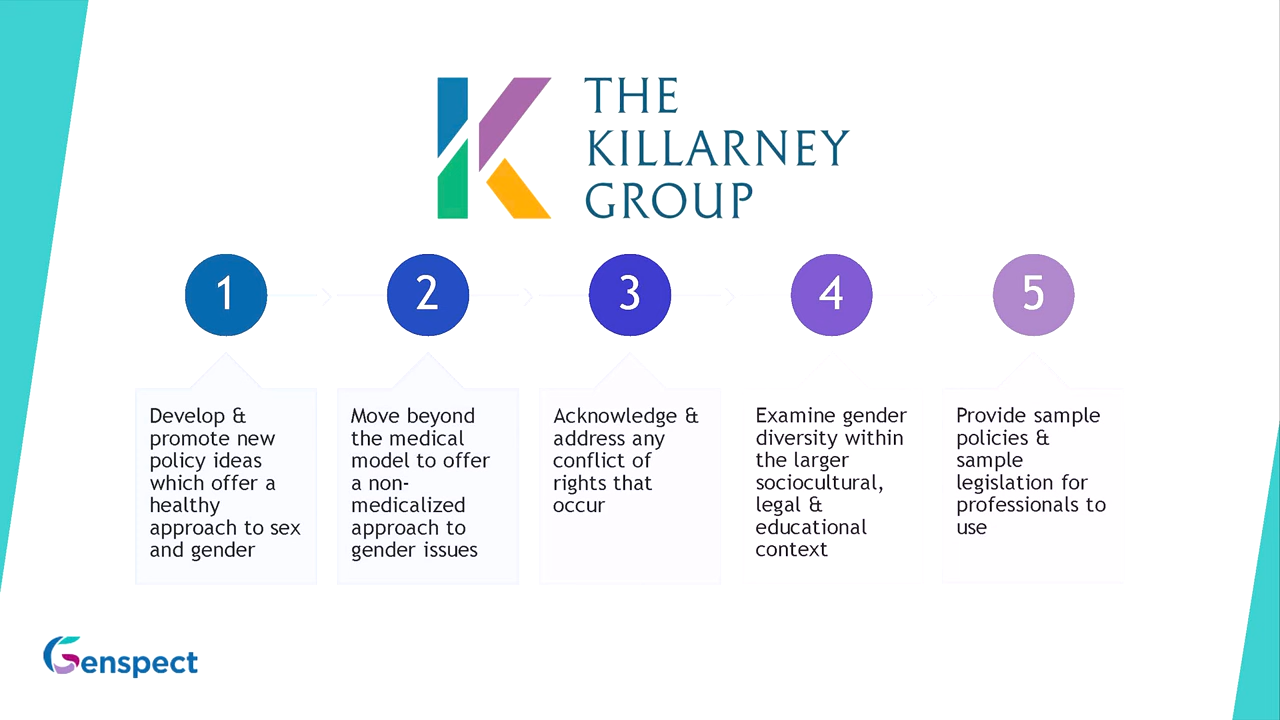 THE
KILLARNEY
GROUP
1
2
3
4
5
Develop &
promote new
policy ideas
which offer a
healthy
approach to sex
and gender
Move beyond
the medical
model to offer
a non-
medicalized
approach to
gender issues
Acknowledge &
address any
conflict of
rights that
occur
Examine gender
diversity within
the larger
sociocultural,
legal &
educational
context
Provide sample
policies &
sample
legislation for
professionals to
use
Genspect